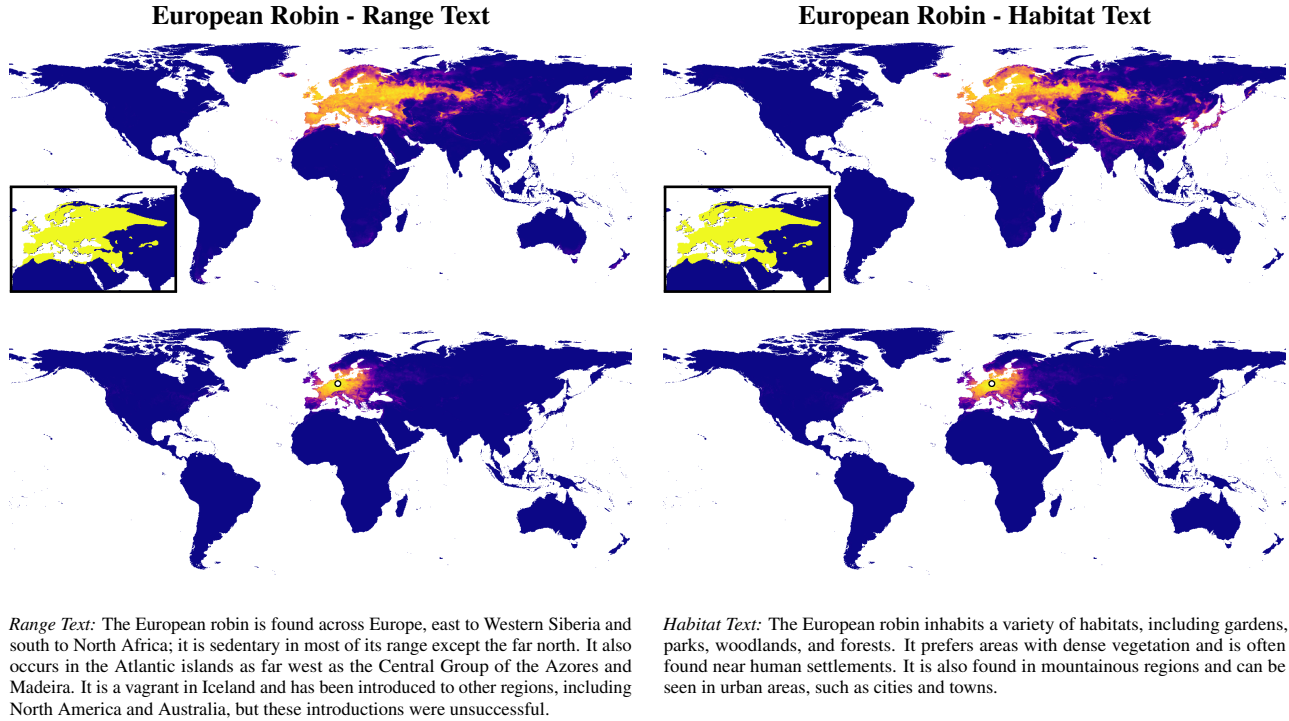 European Robin - Range Text
European Robin - Habitat Text
Range Text: The European robin is found across Europe, east to Western Siberia and
south to North Africa; it is sedentary in most of its range except the far north. It also
occurs in the Atlantic islands as far west as the Central Group of the Azores and
Madeira. It is a vagrant in Iceland and has been introduced to other regions, including
North America and Australia, but these introductions were unsuccessful.
Habitat Text: The European robin inhabits a variety of habitats, including gardens,
parks, woodlands, and forests. It prefers areas with dense vegetation and is often
found near human settlements. It is also found in mountainous regions and can be
seen in urban areas, such as cities and towns.